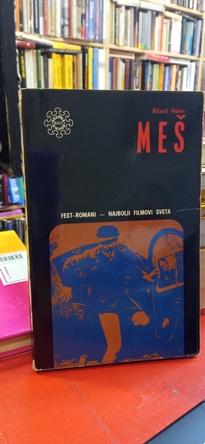 Ričard Huker
MEŠ
FEST-ROMANI — NAJBOLJI FILMOVI SVETA